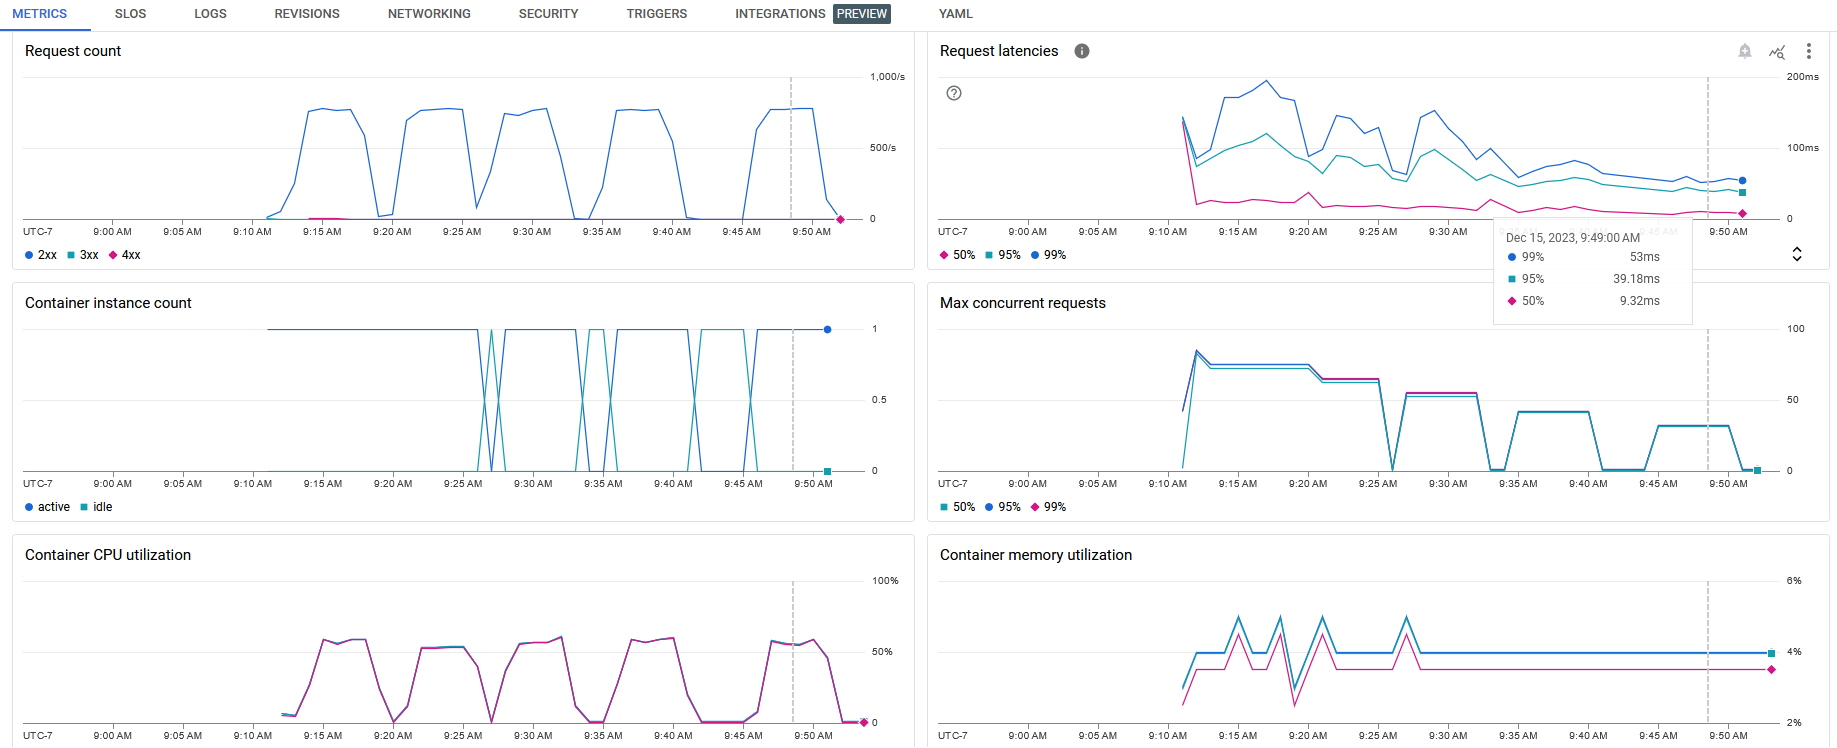 METRICS SLOS LOGS REVISIONS NETWORKING SECURITY TRIGGERS INTEGRATIONS PREVIEW YAML
Request count
1,000/s
500/s
0
UTC-7 9:00 AM 9:05 AM 9:10 AM 9:15 AM 9:20 AM 9:25 AM 9:30 AM 9:35 AM 9:40 AM 9:45 AM 9:50 AM
2xx 3xx 4xx
Request latencies
200ms
100ms
0
UTC-7 9:00 AM 9:05 AM 9:10 AM 9:15 AM 9:20 AM 9:25 AM 9:30 AM 9:35 AM 9:40 AM 9:45 AM 9:50 AM
50% 95% 99%
Dec 15, 2023, 9:49:00 AM
99% 53ms
95% 39.18ms
50% 9.32ms
Container instance count
1
0.5
0
UTC-7 9:00 AM 9:05 AM 9:10 AM 9:15 AM 9:20 AM 9:25 AM 9:30 AM 9:35 AM 9:40 AM 9:45 AM 9:50 AM
active idle
Max concurrent requests
100
50
0
UTC-7 9:00 AM 9:05 AM 9:10 AM 9:15 AM 9:20 AM 9:25 AM 9:30 AM 9:35 AM 9:40 AM 9:45 AM 9:50 AM
50% 95% 99%
Container CPU utilization
100%
50%
0
UTC-7 9:00 AM 9:05 AM 9:10 AM 9:15 AM 9:20 AM 9:25 AM 9:30 AM 9:35 AM 9:40 AM 9:45 AM 9:50 AM
Container memory utilization
6%
4%
2%
UTC-7 9:00 AM 9:05 AM 9:10 AM 9:15 AM 9:20 AM 9:25 AM 9:30 AM 9:35 AM 9:40 AM 9:45 AM 9:50 AM